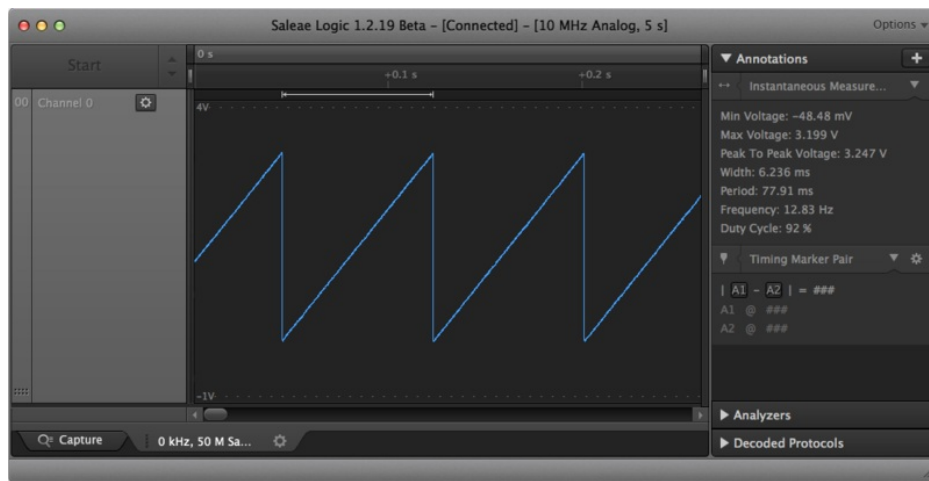 Saleae Logic 1.2.19 Beta – [Connected] – [10 MHz Analog, 5 s]
Options
Start
0 s
+0.1 s
+0.2 s
00 Channel 0
4V
-1V
Annotations
Instantaneous Measure...
Min Voltage: -48.48 mV
Max Voltage: 3.199 V
Peak To Peak Voltage: 3.247 V
Width: 6.236 ms
Period: 77.91 ms
Frequency: 12.83 Hz
Duty Cycle: 92 %
Timing Marker Pair
| A1 - A2 | = ###
A1 @ ###
A2 @ ###
Analyzers
Decoded Protocols
Capture
0 kHz, 50 M Sa...